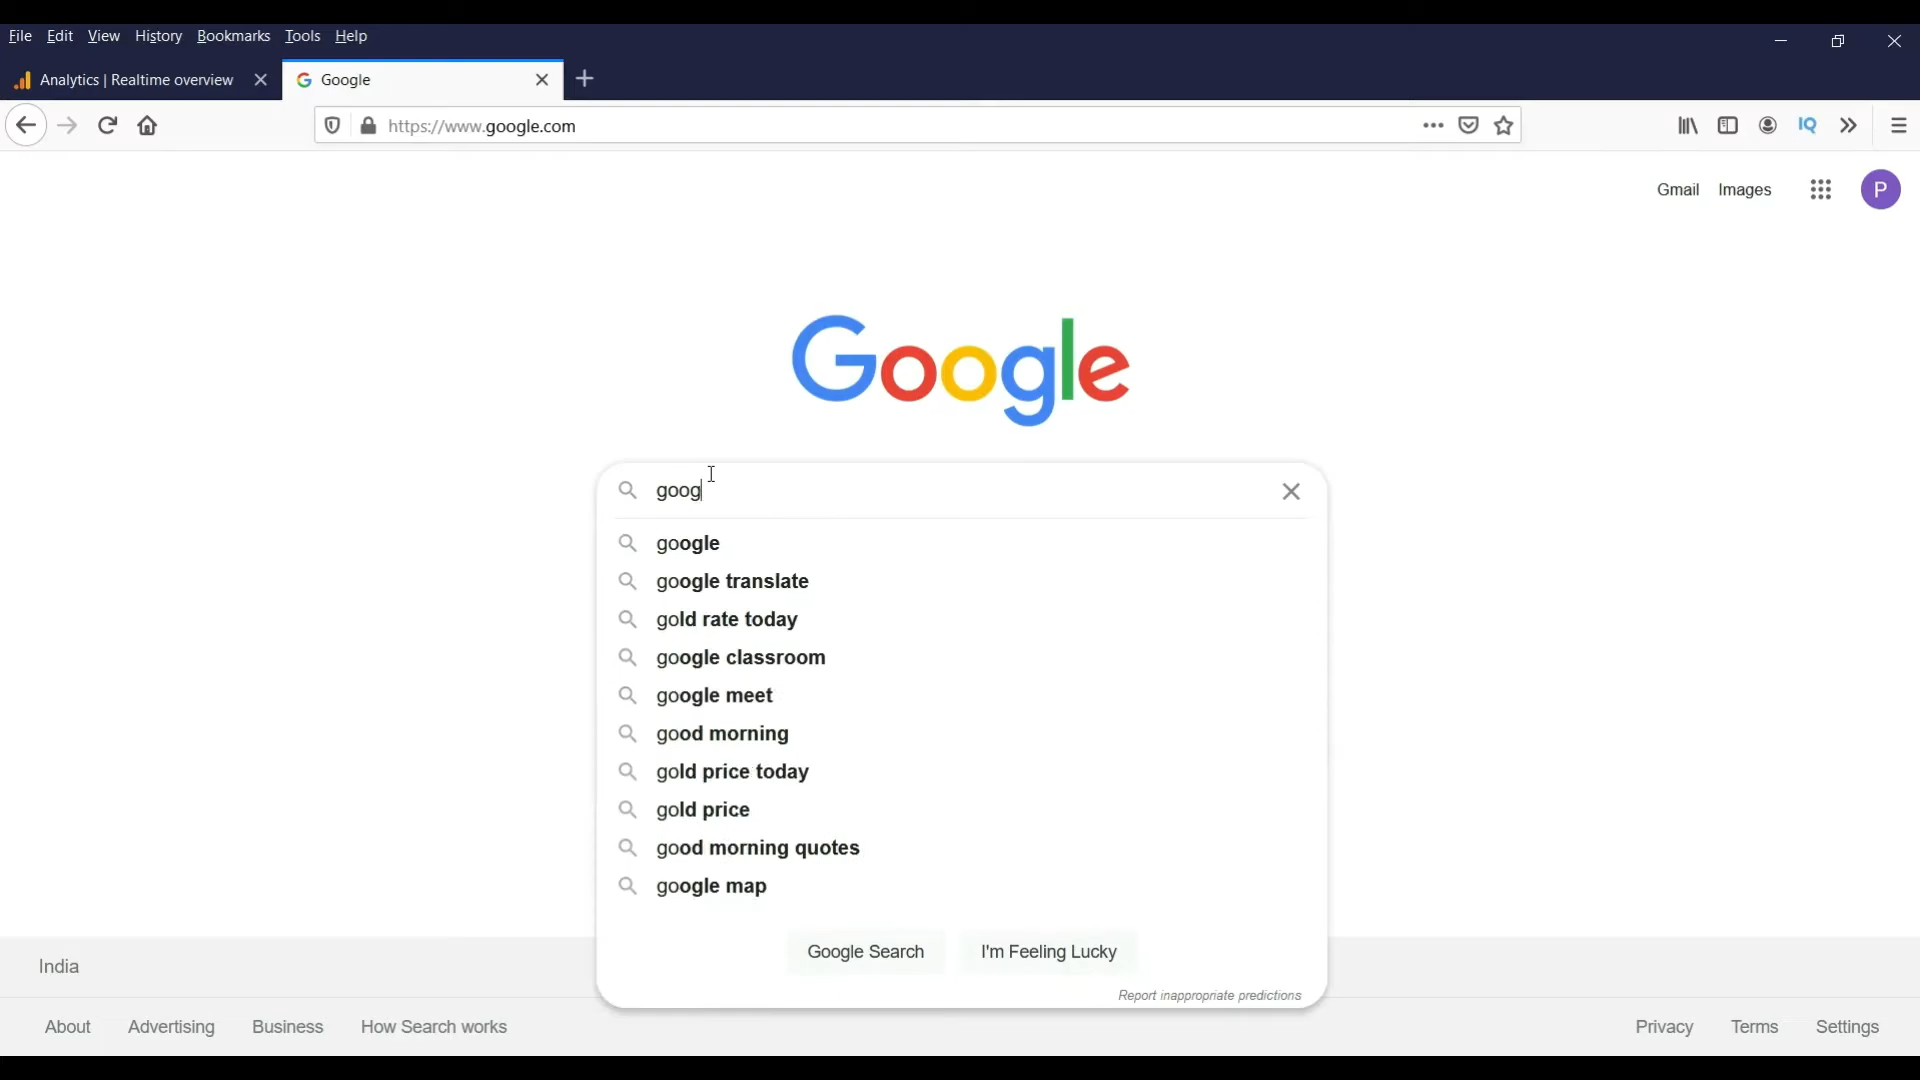 File Edit View History Bookmarks Tools Help
Analytics | Realtime overview Google
https://www.google.com
IQ
Gmail Images P
Google
goog
google
google translate
gold rate today
google classroom
google meet
good morning
gold price today
gold price
good morning quotes
google map
Google Search I'm Feeling Lucky
Report inappropriate predictions
India
About Advertising Business How Search works Privacy Terms Settings